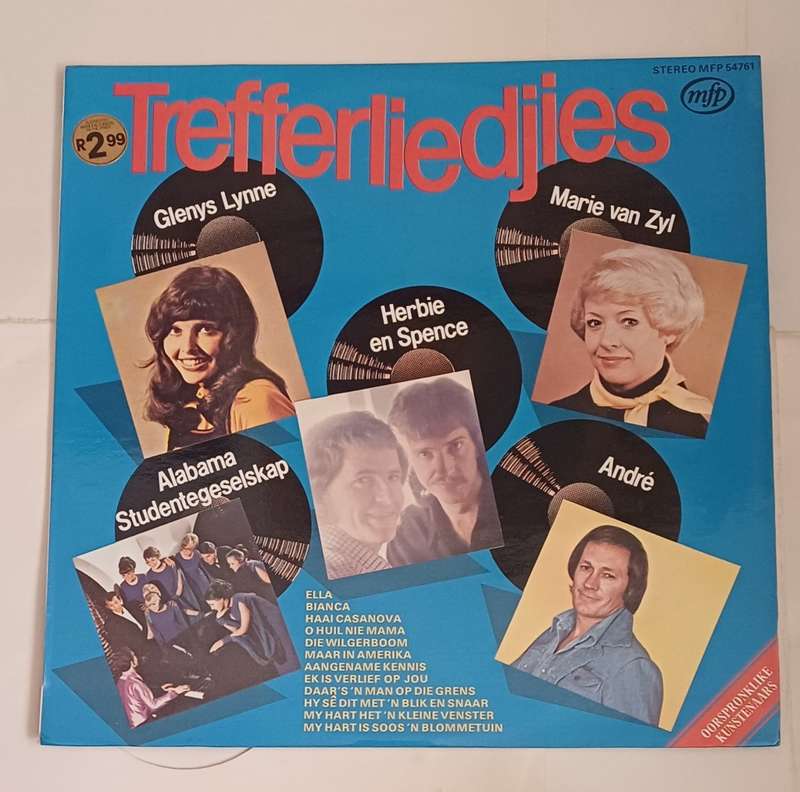 STEREO MFP 54761
mfp
R2 99
Trefferliedjies
Glenys Lynne
Marie van Zyl
Herbie
en Spence
Alabama
Studentegeselskap
André
ELLA
BIANCA
HAAI CASANOVA
O HUIL NIE MAMA
DIE WILGERBOOM
MAAR IN AMERIKA
AANGENAME KENNIS
EK IS VERLIEF OP JOU
DAAR'S 'N MAN OP DIE GRENS
HY SÊ DIT MET 'N BLIK EN SNAAR
MY HART HET 'N KLEINE VENSTER
MY HART IS SOOS 'N BLOMMETUIN
OORSPRONKLIKE
KUNSTENAARS